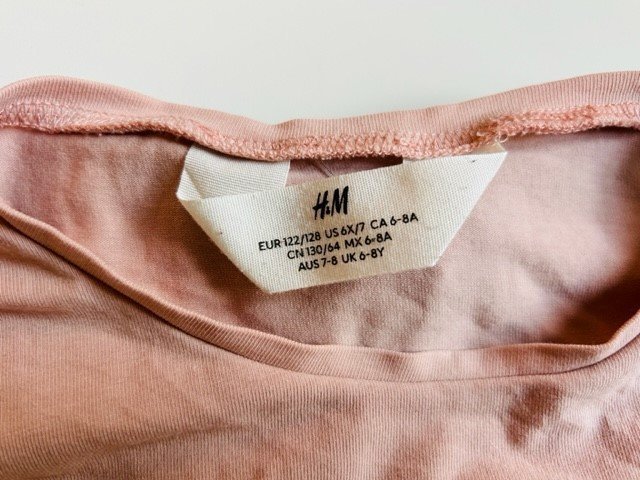 H&M
EUR 122/128 US 6X/7 CA 6-8A
CN 130/64 MX 6-8A
AUS 7-8 UK 6-8Y